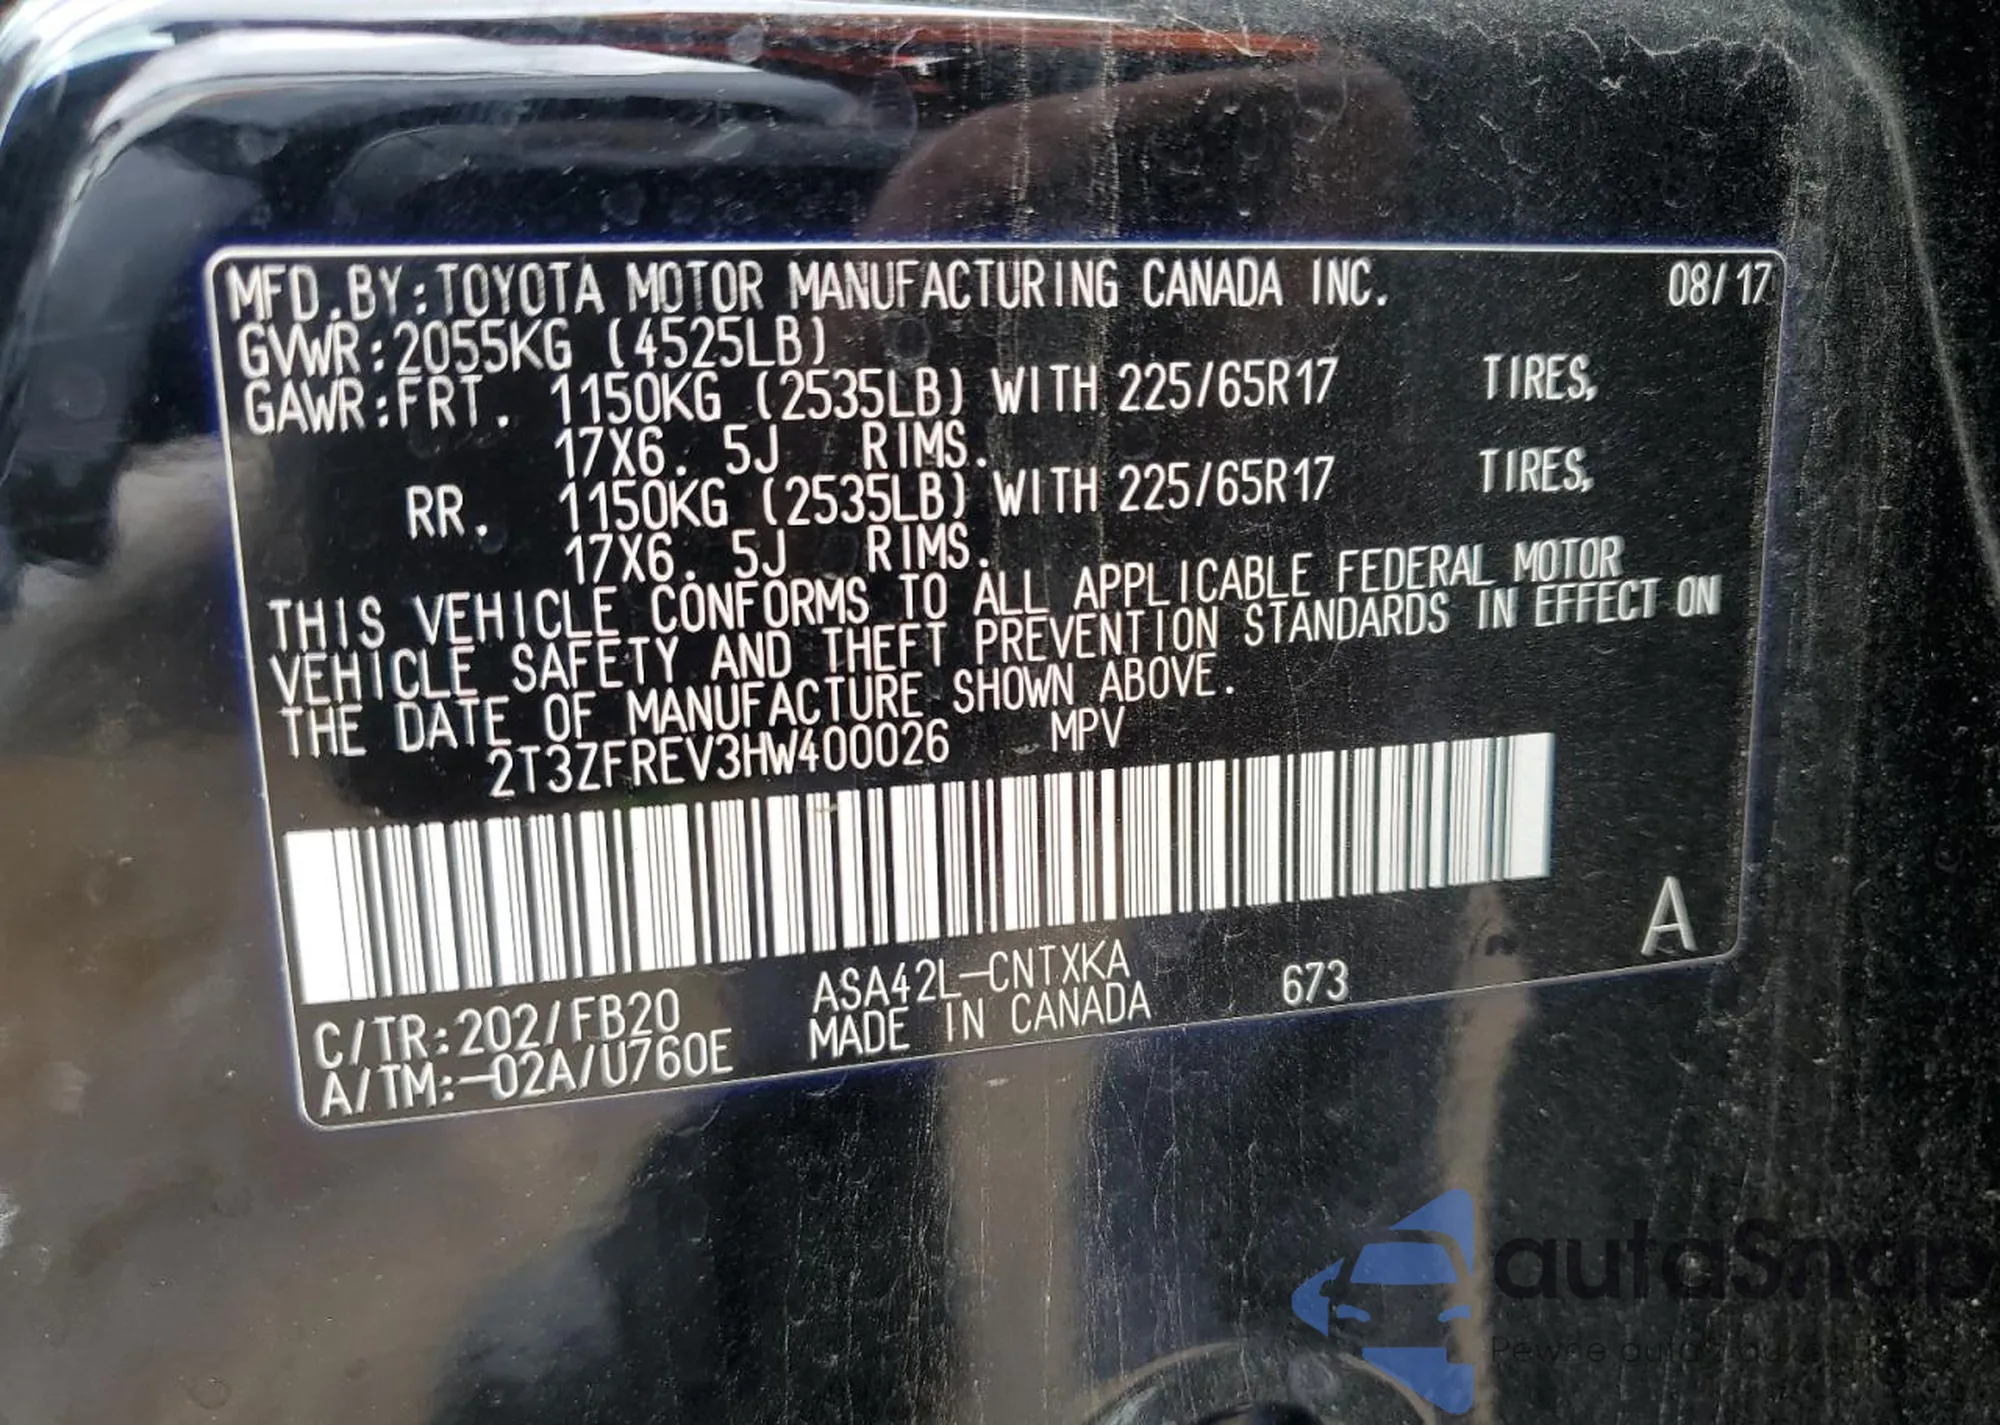 MFD.BY:TOYOTA MOTOR MANUFACTURING CANADA INC. 08/17
GVWR:2055KG (4525LB)
GAWR:FRT. 1150KG (2535LB) WITH 225/65R17 TIRES,
17X6.5J RIMS.
RR. 1150KG (2535LB) WITH 225/65R17 TIRES,
17X6.5J RIMS.
THIS VEHICLE CONFORMS TO ALL APPLICABLE FEDERAL MOTOR
VEHICLE SAFETY AND THEFT PREVENTION STANDARDS IN EFFECT ON
THE DATE OF MANUFACTURE SHOWN ABOVE.
2T3ZFREV3HW400026 MPV
A
C/TR:202/FB20 ASA42L-CNTXKA 673
A/TM:-02A/U760E MADE IN CANADA
autaSnap
Pewne auta